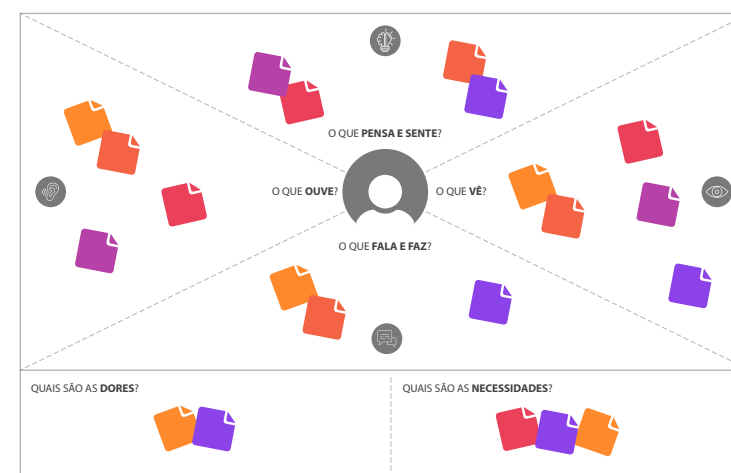 O QUE PENSA E SENTE?
O QUE OUVE?
O QUE VÊ?
O QUE FALA E FAZ?
QUAIS SÃO AS DORES?
QUAIS SÃO AS NECESSIDADES?